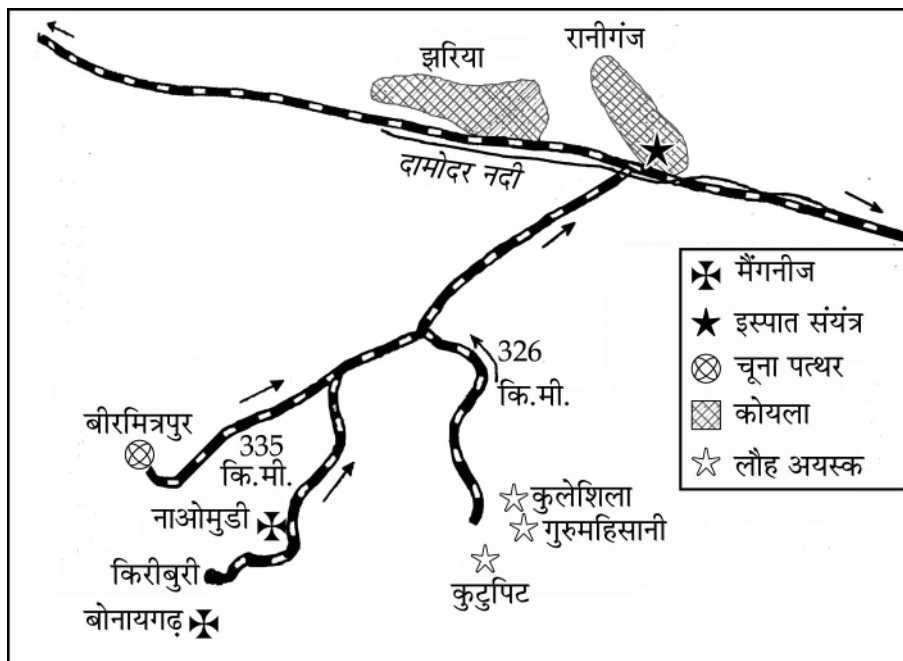 रानीगंज
झरिया
दामोदर नदी
326
कि.मी.
बीरमित्रपुर
335
कि.मी.
नाओमुडी
किरीबुरी
बोनायगढ़
कुलेशिला
गुरुमहिसानी
कुटुपिट
मैंगनीज
इस्पात संयंत्र
चूना पत्थर
कोयला
लौह अयस्क